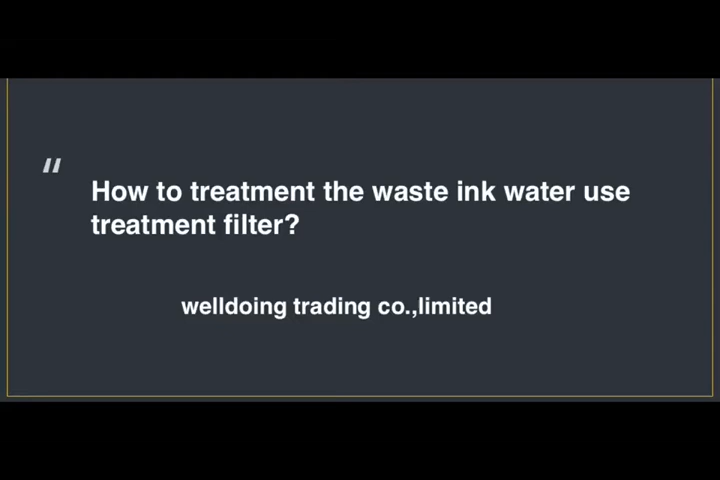 "
How to treatment the waste ink water use
treatment filter?
welldoing trading co.,limited